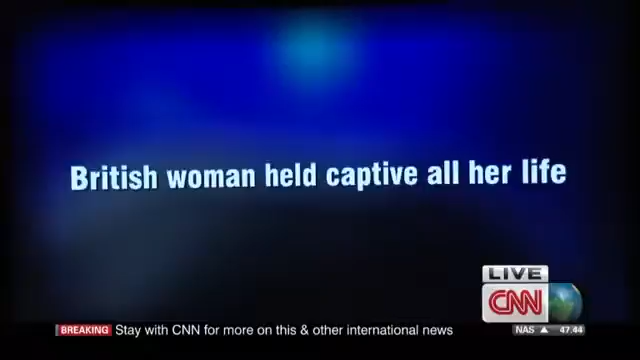 British woman held captive all her life
LIVE
CNN
BREAKING Stay with CNN for more on this & other international news
NAS ▲ 47.44